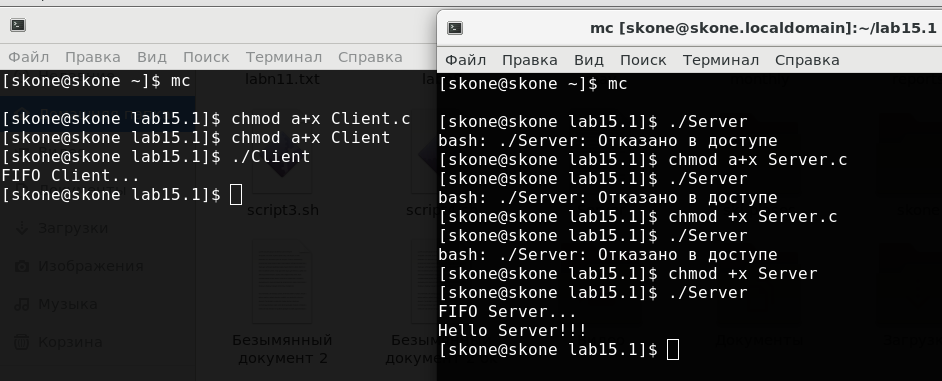 Файл Правка Вид Поиск Терминал Справка
[skone@skone ~]$ mc
[skone@skone lab15.1]$ chmod a+x Client.c
[skone@skone lab15.1]$ chmod a+x Client
[skone@skone lab15.1]$ ./Client
FIFO Client...
[skone@skone lab15.1]$
labn11.txt
script3.sh
Загрузки
Изображения
Музыка
Корзина
Безымянный
документ 2
mc [skone@skone.localdomain]:~/lab15.1
Файл Правка Вид Поиск Терминал Справка
[skone@skone ~]$ mc
[skone@skone lab15.1]$ ./Server
bash: ./Server: Отказано в доступе
[skone@skone lab15.1]$ chmod a+x Server.c
[skone@skone lab15.1]$ ./Server
bash: ./Server: Отказано в доступе
[skone@skone lab15.1]$ chmod +x Server.c
[skone@skone lab15.1]$ ./Server
bash: ./Server: Отказано в доступе
[skone@skone lab15.1]$ chmod +x Server
[skone@skone lab15.1]$ ./Server
FIFO Server...
Hello Server!!!
[skone@skone lab15.1]$